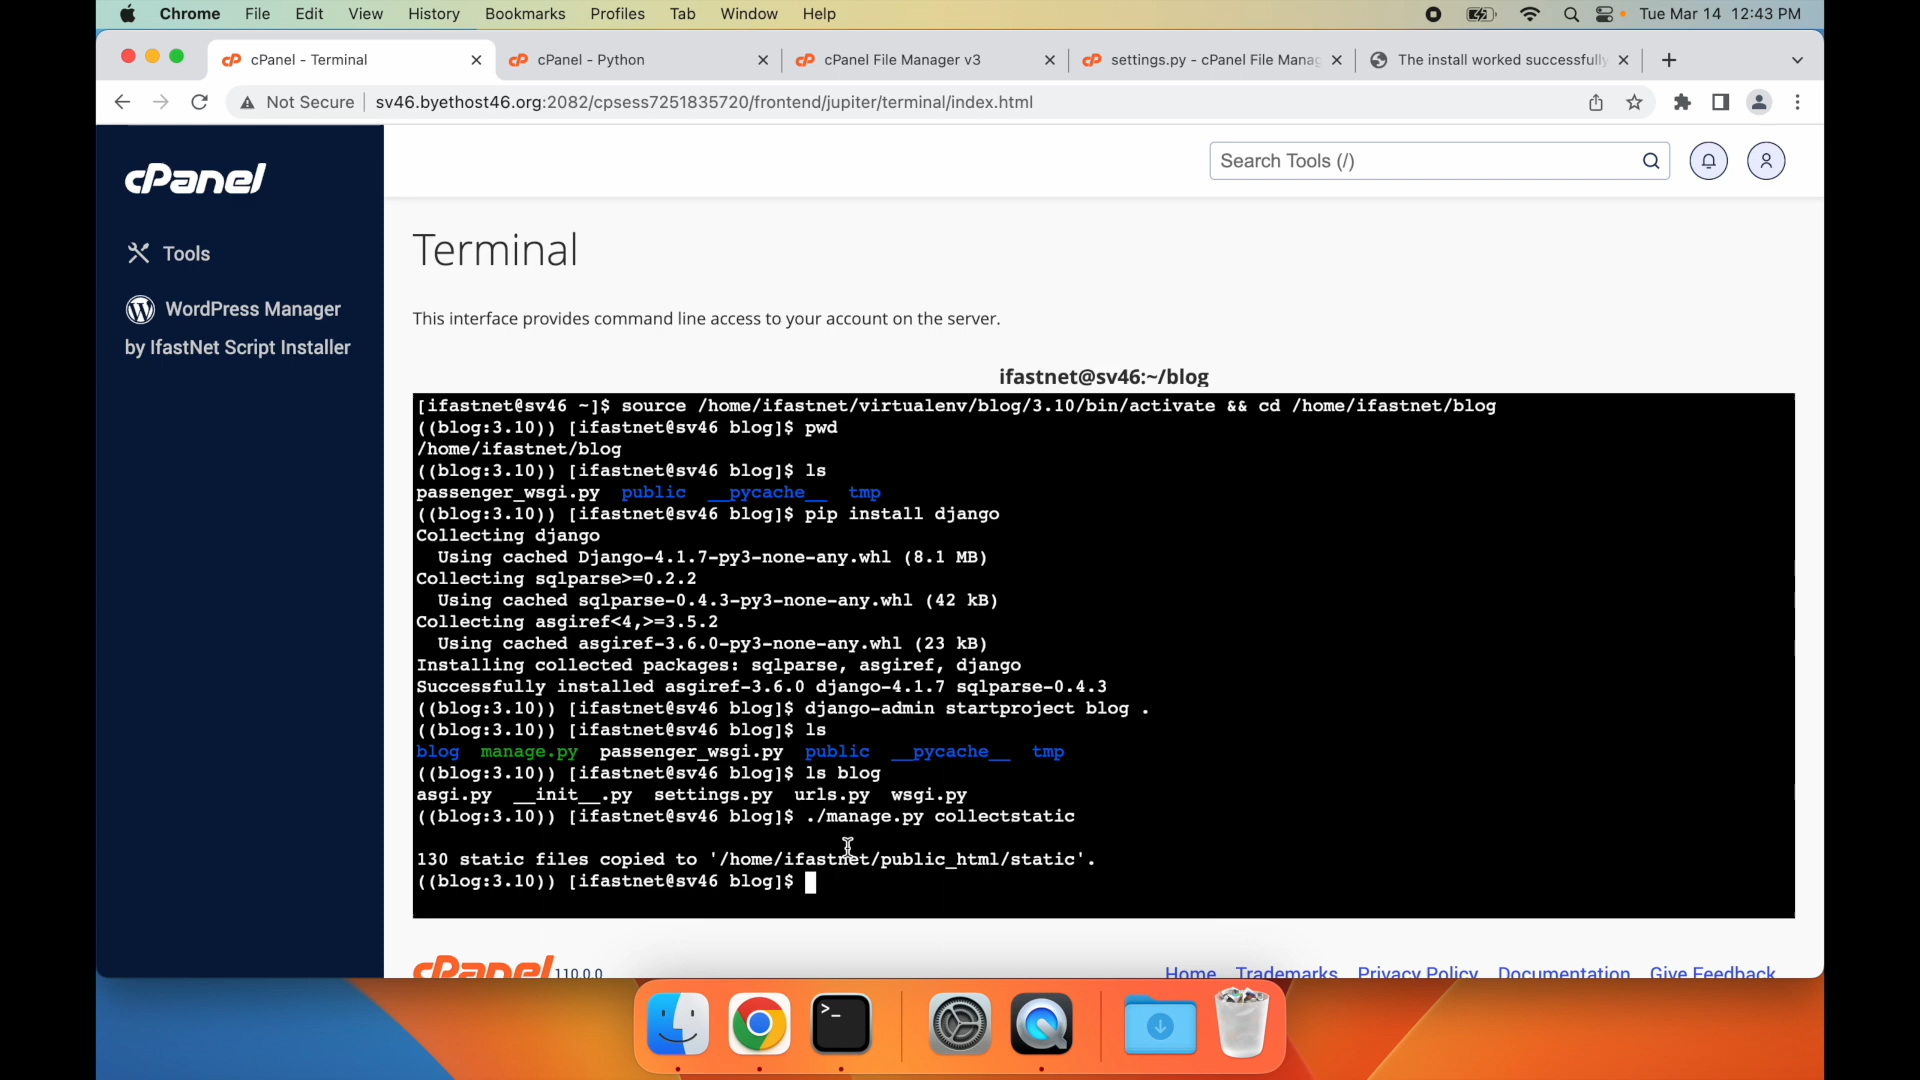 Chrome File Edit View History Bookmarks Profiles Tab Window Help Tue Mar 14 12:43 PM
cPanel - Terminal cPanel - Python cPanel File Manager v3 settings.py - cPanel File Manag The install worked successfully
Not Secure sv46.byethost46.org:2082/cpsess7251835720/frontend/jupiter/terminal/index.html
cPanel
Search Tools (/)
Tools
WordPress Manager
by IfastNet Script Installer
Terminal
This interface provides command line access to your account on the server.
ifastnet@sv46:~/blog
[ifastnet@sv46 ~]$ source /home/ifastnet/virtualenv/blog/3.10/bin/activate && cd /home/ifastnet/blog
((blog:3.10)) [ifastnet@sv46 blog]$ pwd
/home/ifastnet/blog
((blog:3.10)) [ifastnet@sv46 blog]$ ls
passenger_wsgi.py public __pycache__ tmp
((blog:3.10)) [ifastnet@sv46 blog]$ pip install django
Collecting django
Using cached Django-4.1.7-py3-none-any.whl (8.1 MB)
Collecting sqlparse>=0.2.2
Using cached sqlparse-0.4.3-py3-none-any.whl (42 kB)
Collecting asgiref<4,>=3.5.2
Using cached asgiref-3.6.0-py3-none-any.whl (23 kB)
Installing collected packages: sqlparse, asgiref, django
Successfully installed asgiref-3.6.0 django-4.1.7 sqlparse-0.4.3
((blog:3.10)) [ifastnet@sv46 blog]$ django-admin startproject blog .
((blog:3.10)) [ifastnet@sv46 blog]$ ls
blog manage.py passenger_wsgi.py public __pycache__ tmp
((blog:3.10)) [ifastnet@sv46 blog]$ ls blog
asgi.py __init__.py settings.py urls.py wsgi.py
((blog:3.10)) [ifastnet@sv46 blog]$ ./manage.py collectstatic
130 static files copied to '/home/ifastnet/public_html/static'.
((blog:3.10)) [ifastnet@sv46 blog]$
cPanel 110.0.0 Home Trademarks Privacy Policy Documentation Give Feedback